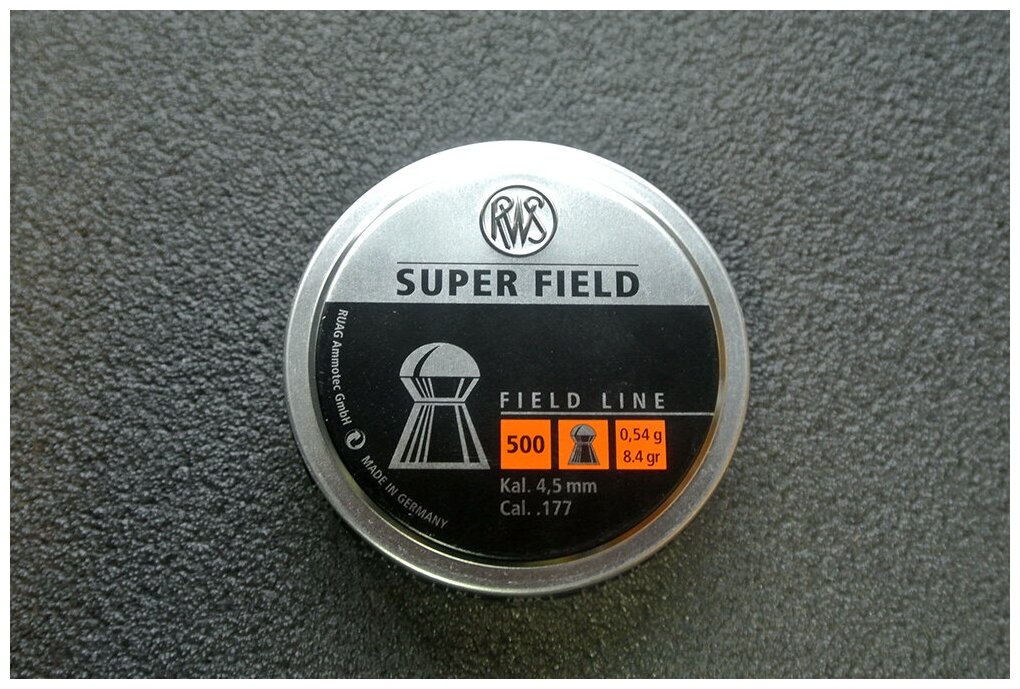 RWS
SUPER FIELD
RUAG Ammotec GmbH
MADE IN GERMANY
FIELD LINE
500
0,54 g
8.4 gr
Kal. 4,5 mm
Cal. .177